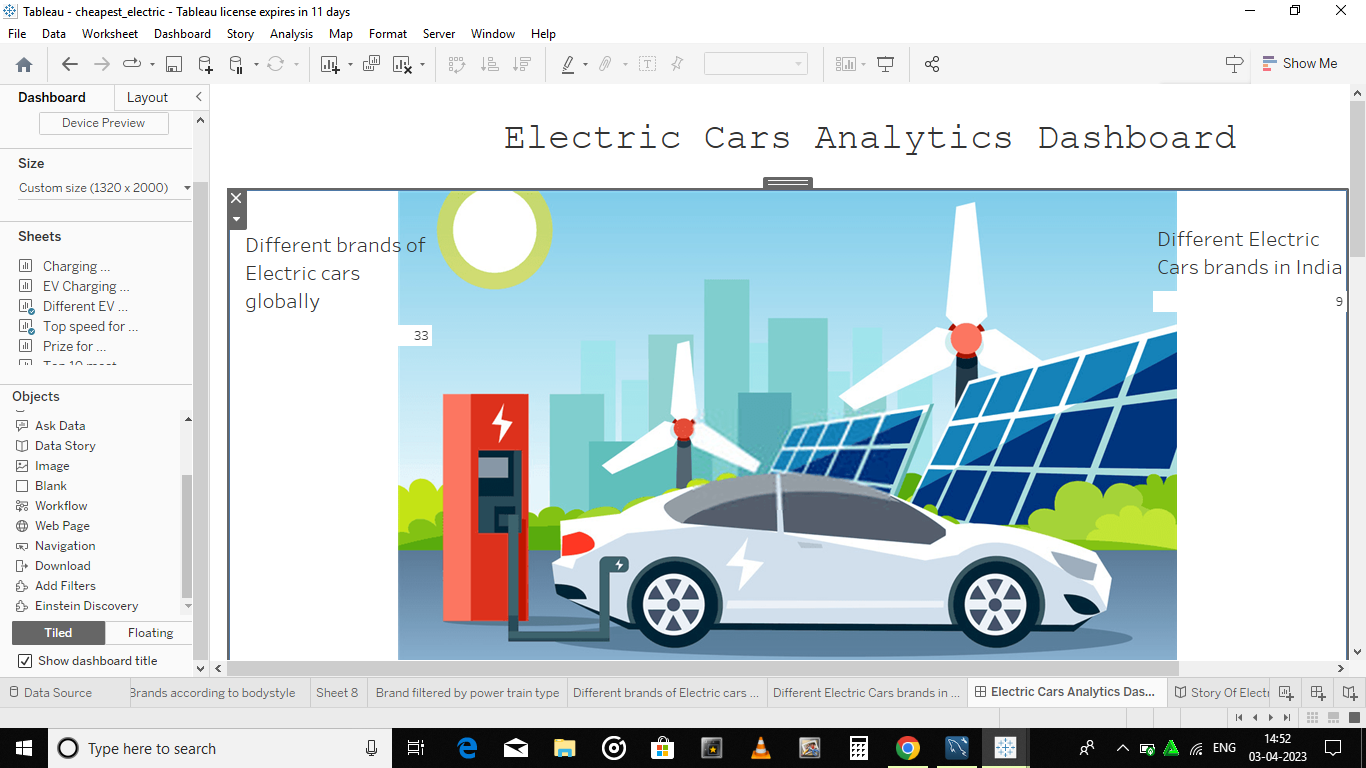 Tableau - cheapest_electric - Tableau license expires in 11 days
File Data Worksheet Dashboard Story Analysis Map Format Server Window Help
Show Me
Dashboard Layout
Device Preview
Size
Custom size (1320 x 2000)
Sheets
Charging ...
EV Charging ...
Different EV ...
Top speed for ...
Prize for ...
Objects
Ask Data
Data Story
Image
Blank
Workflow
Web Page
Navigation
Download
Add Filters
Einstein Discovery
Tiled Floating
Show dashboard title
Electric Cars Analytics Dashboard
Different brands of
Electric cars
globally
33
Different Electric
Cars brands in India
9
Data Source Brands according to bodystyle Sheet 8 Brand filtered by power train type Different brands of Electric cars ... Different Electric Cars brands in ... Electric Cars Analytics Das... Story Of Electr
Type here to search
ENG
14:52
03-04-2023